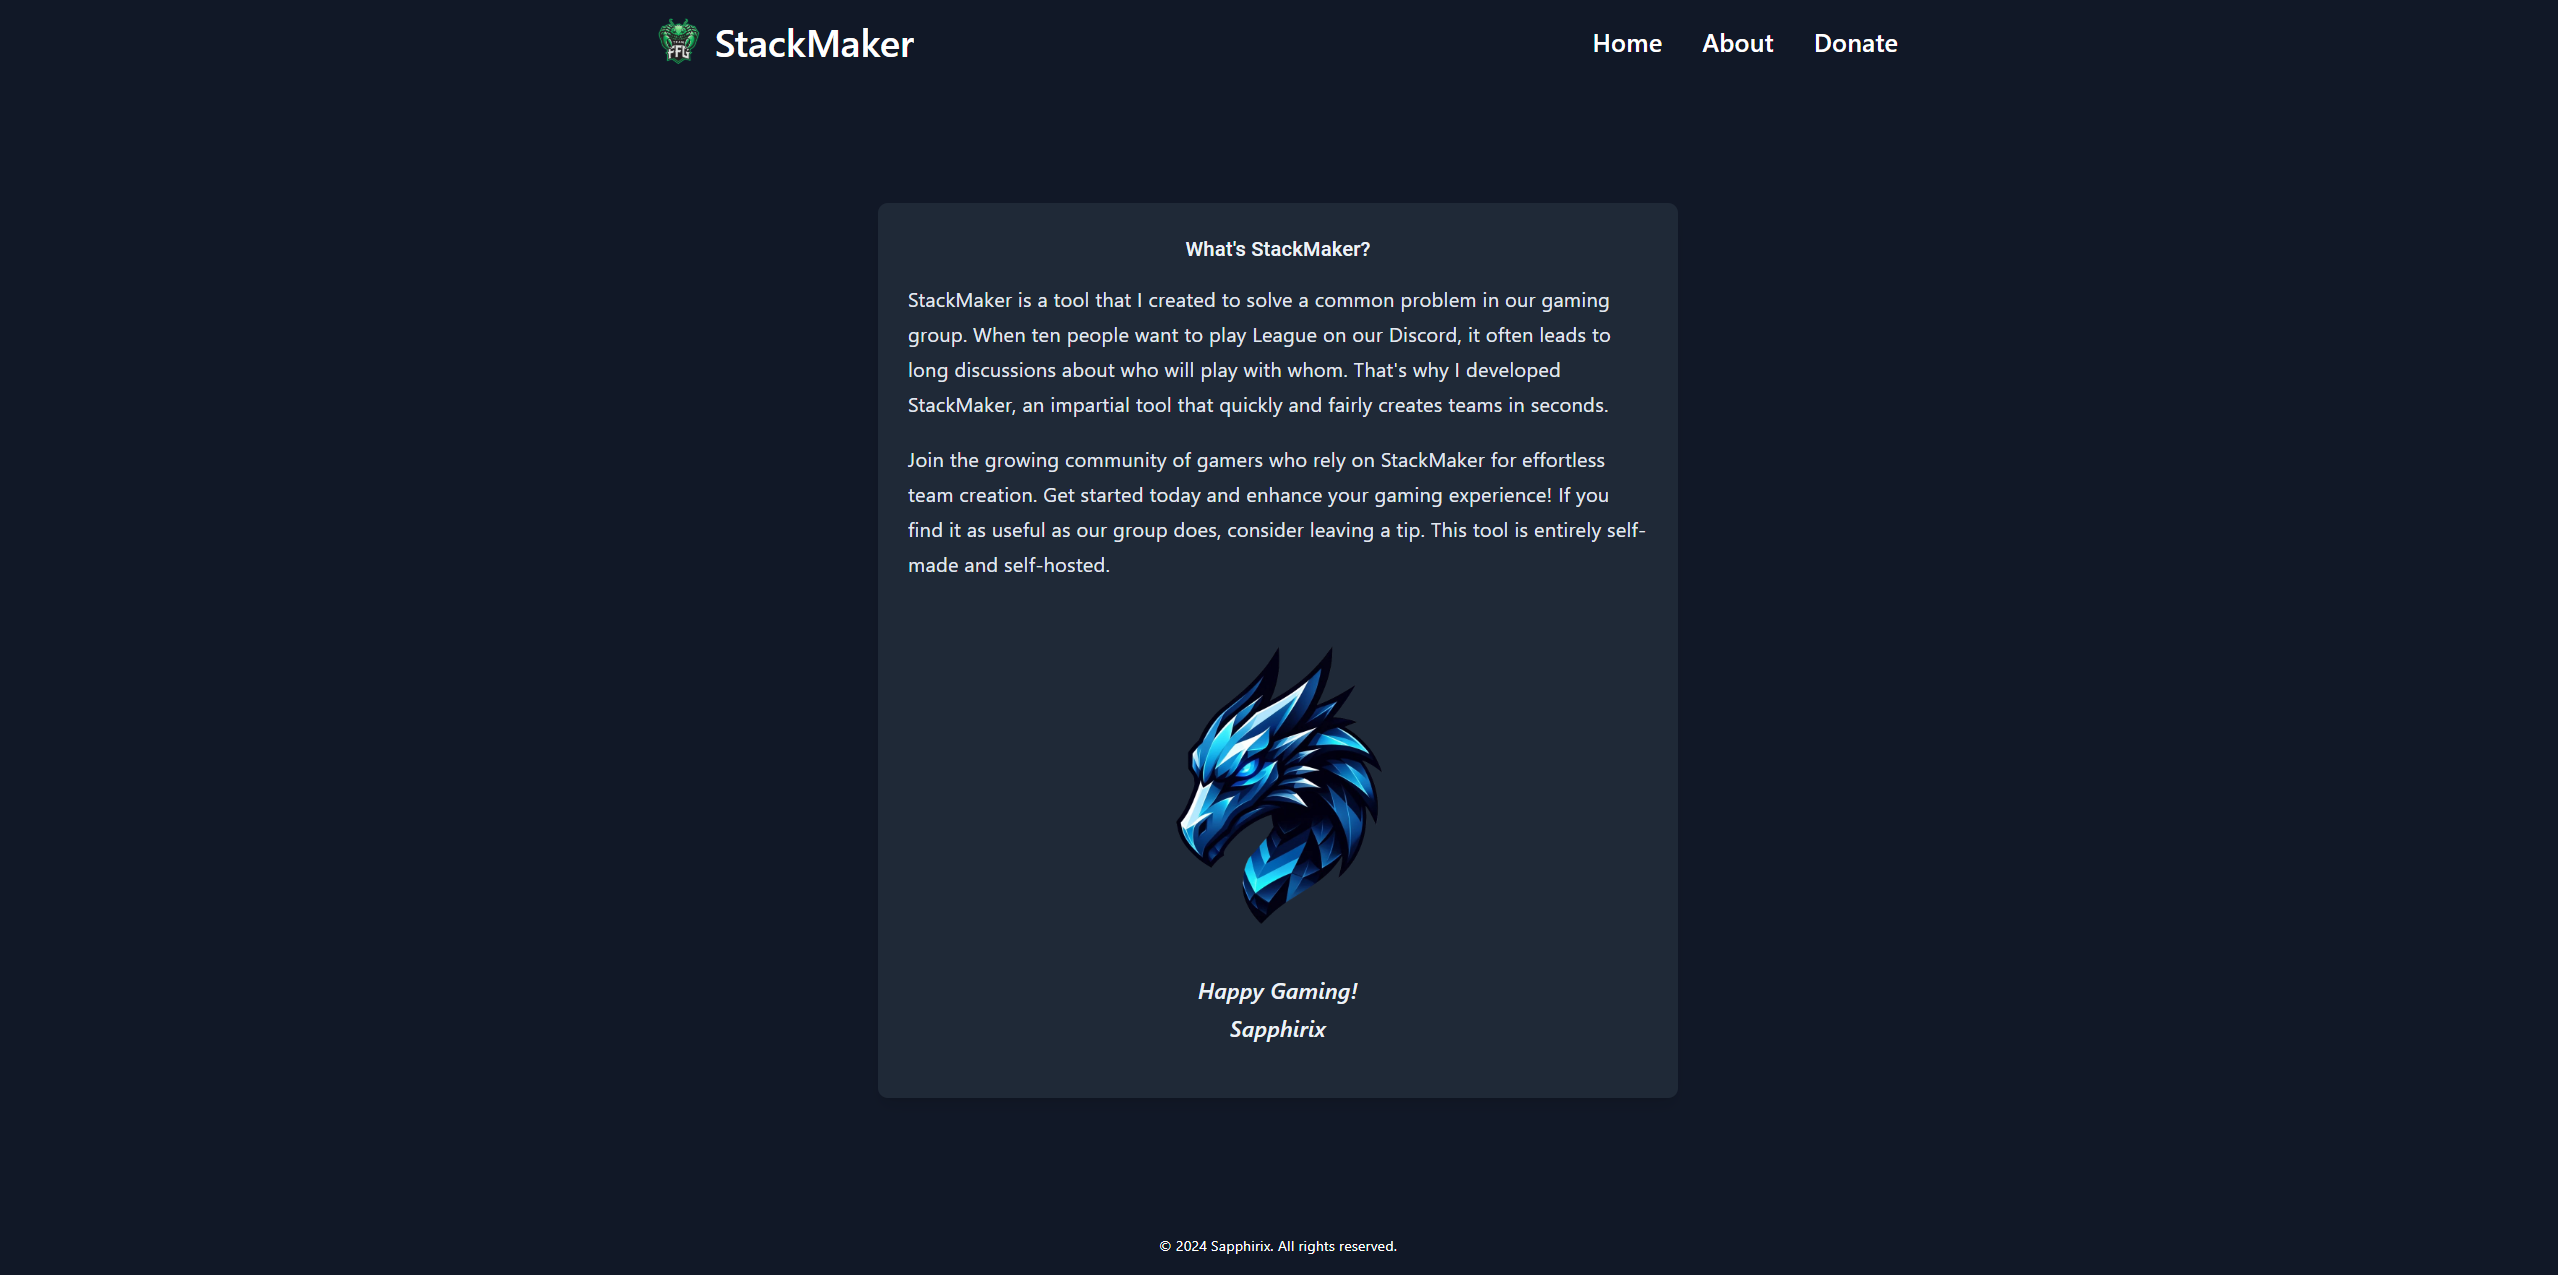 FFG
StackMaker
Home
About
Donate
What's StackMaker?
StackMaker is a tool that I created to solve a common problem in our gaming
group. When ten people want to play League on our Discord, it often leads to
long discussions about who will play with whom. That's why I developed
StackMaker, an impartial tool that quickly and fairly creates teams in seconds.
Join the growing community of gamers who rely on StackMaker for effortless
team creation. Get started today and enhance your gaming experience! If you
find it as useful as our group does, consider leaving a tip. This tool is entirely self-
made and self-hosted.
Happy Gaming!
Sapphirix
© 2024 Sapphirix. All rights reserved.